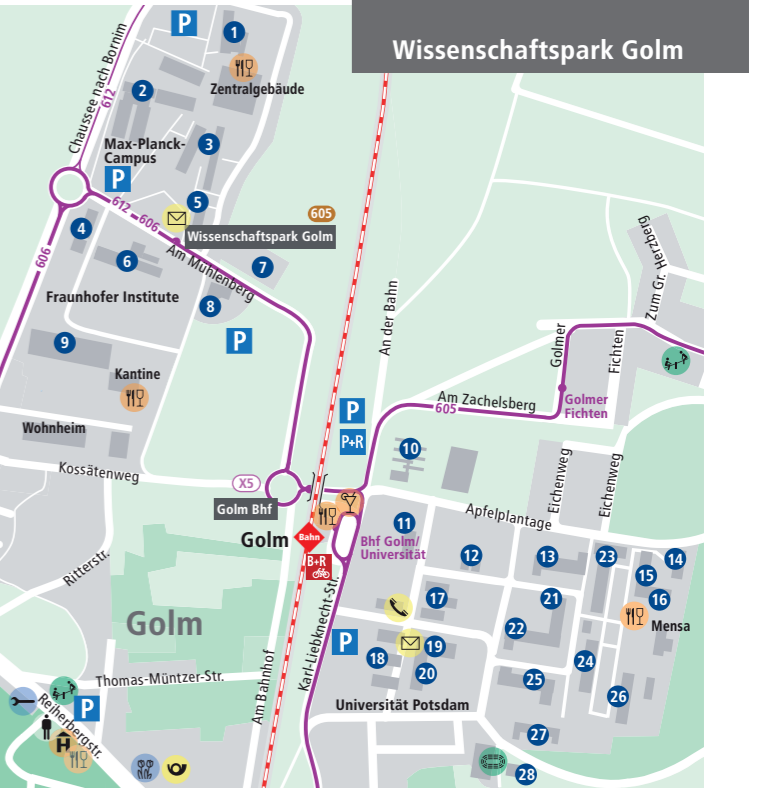 Wissenschaftspark Golm
P
1
Zentralgebäude
Chaussee nach Bornim
612
2
Max-Planck-
Campus
3
P
5
612
606
605
Wissenschaftspark Golm
4
606
6
Am Mühlenberg
7
Fraunhofer Institute
8
9
P
Kantine
Wohnheim
An der Bahn
Zum Gr. Herzberg
Golmer
Fichten
Am Zachelsberg
605
Golmer
Fichten
P
P+R
10
Kossätenweg
X5
Golm Bhf
Eichenweg
Eichenweg
Apfelplantage
11
Golm
Bahn
Bhf Golm/
Universität
B+R
12
13
23
14
15
16
Mensa
Ritterstr.
Golm
Karl-Liebknecht-Str.
17
21
22
P
18
19
20
24
25
26
Thomas-Müntzer-Str.
Am Bahnhof
Universität Potsdam
Reiherbergstr.
P
H
27
28